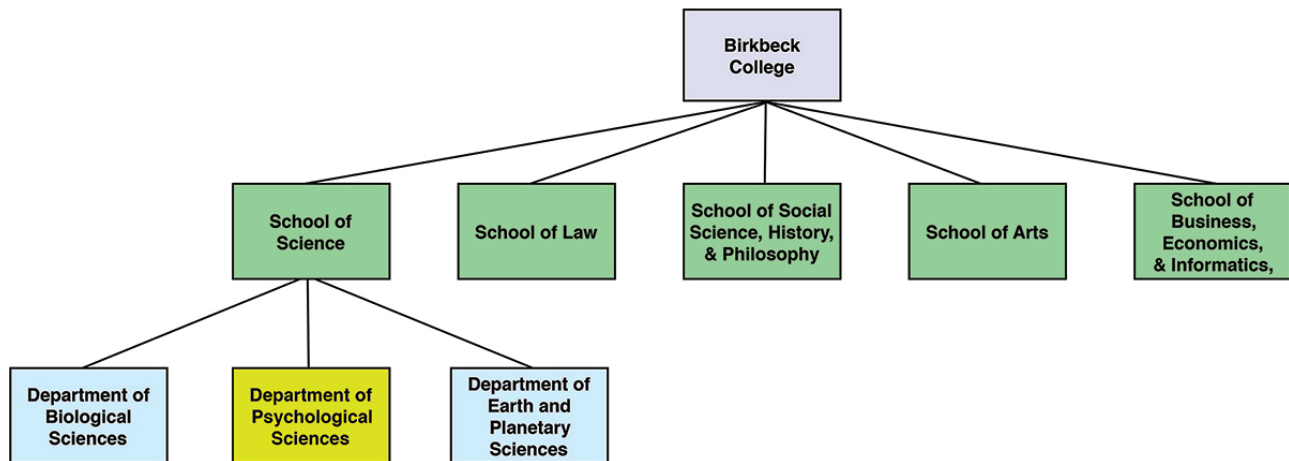 Birkbeck
College
School of
Science
School of Law
School of Social
Science, History,
& Philosophy
School of Arts
School of
Business,
Economics,
& Informatics,
Department of
Biological
Sciences
Department of
Psychological
Sciences
Department of
Earth and
Planetary
Sciences